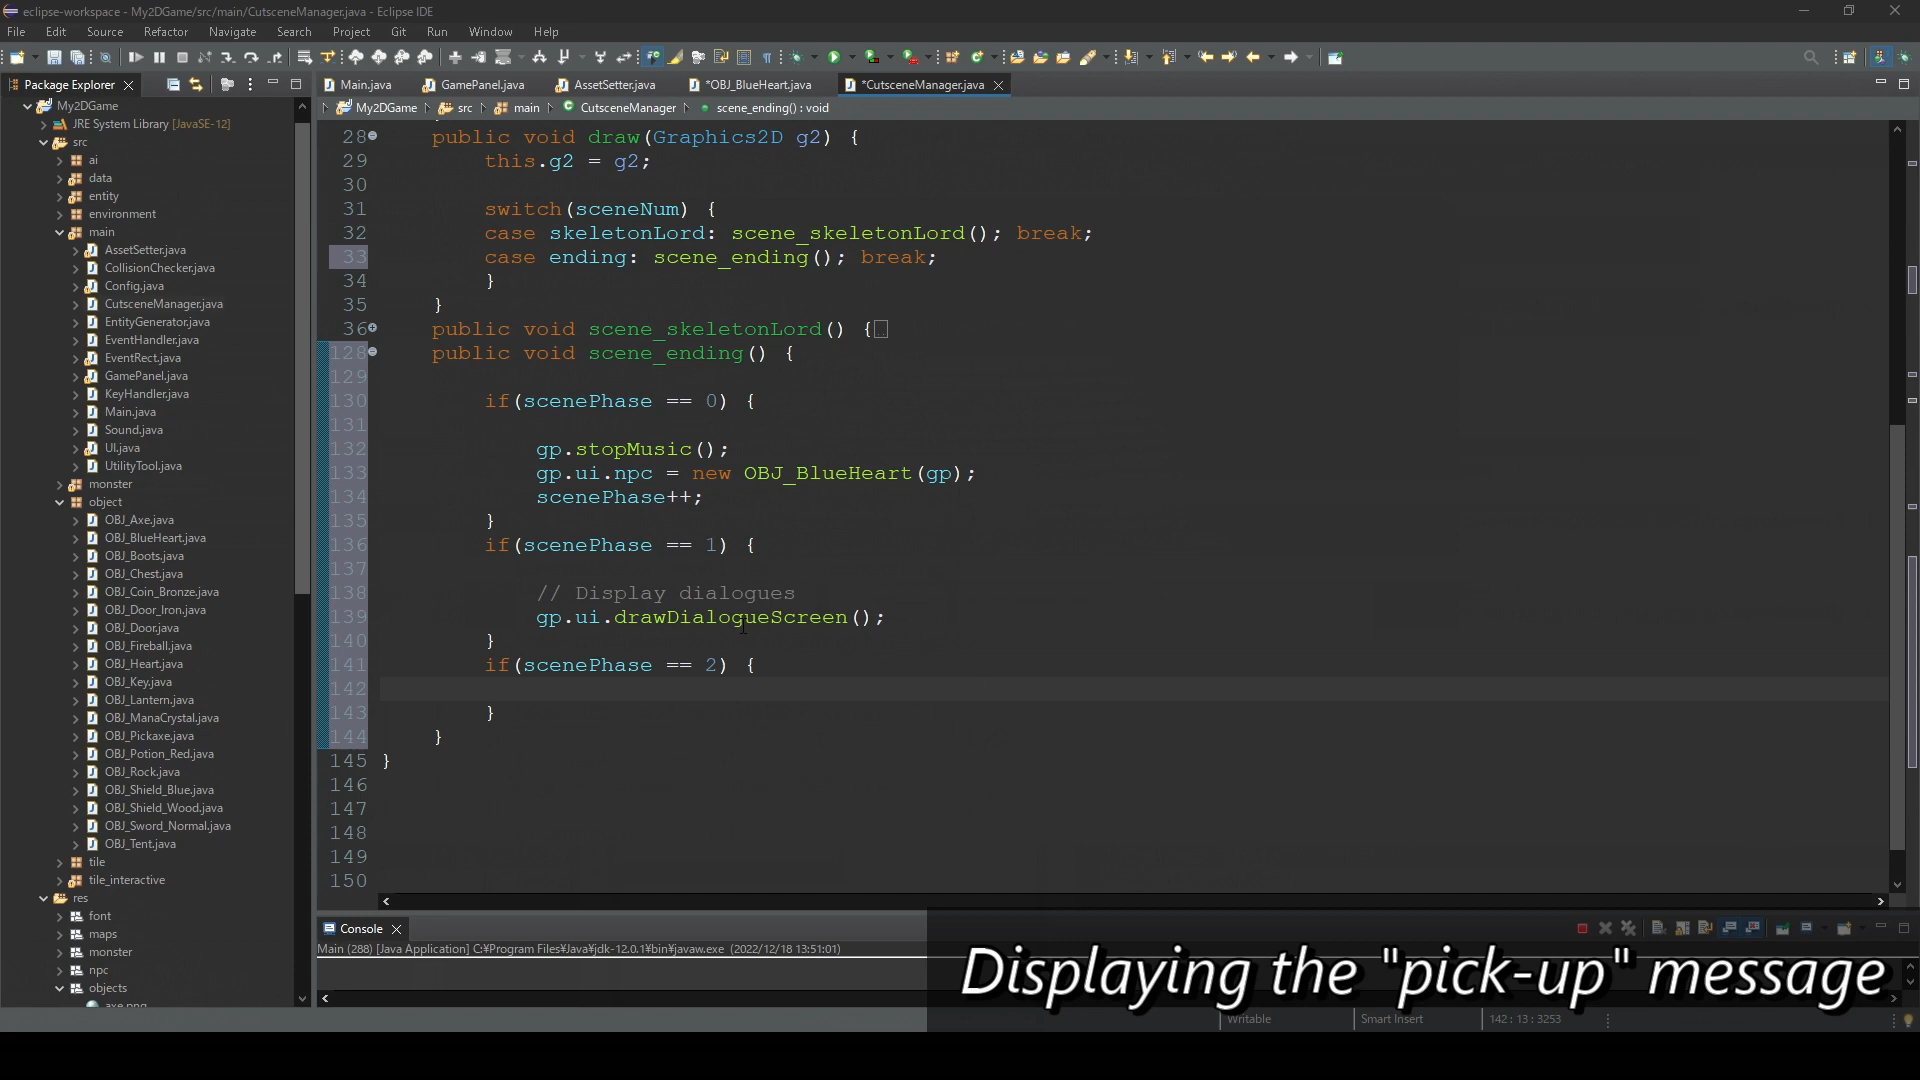 eclipse-workspace - My2DGame/src/main/CutsceneManager.java - Eclipse IDE
File Edit Source Refactor Navigate Search Project Git Run Window Help
Package Explorer
Main.java GamePanel.java AssetSetter.java *OBJ_BlueHeart.java *CutsceneManager.java
My2DGame src main CutsceneManager scene_ending() : void
My2DGame
JRE System Library [JavaSE-12]
src
ai
data
entity
environment
main
AssetSetter.java
CollisionChecker.java
Config.java
CutsceneManager.java
EntityGenerator.java
EventHandler.java
EventRect.java
GamePanel.java
KeyHandler.java
Main.java
Sound.java
UI.java
UtilityTool.java
monster
object
OBJ_Axe.java
OBJ_BlueHeart.java
OBJ_Boots.java
OBJ_Chest.java
OBJ_Coin_Bronze.java
OBJ_Door_Iron.java
OBJ_Door.java
OBJ_Fireball.java
OBJ_Heart.java
OBJ_Key.java
OBJ_Lantern.java
OBJ_ManaCrystal.java
OBJ_Pickaxe.java
OBJ_Potion_Red.java
OBJ_Rock.java
OBJ_Shield_Blue.java
OBJ_Shield_Wood.java
OBJ_Sword_Normal.java
OBJ_Tent.java
tile
tile_interactive
res
font
maps
monster
npc
objects
28 public void draw(Graphics2D g2) {
29 this.g2 = g2;
30
31 switch(sceneNum) {
32 case skeletonLord: scene_skeletonLord(); break;
33 case ending: scene_ending(); break;
34 }
35 }
36 public void scene_skeletonLord() {
128 public void scene_ending() {
129
130 if(scenePhase == 0) {
131
132 gp.stopMusic();
133 gp.ui.npc = new OBJ_BlueHeart(gp);
134 scenePhase++;
135 }
136 if(scenePhase == 1) {
137
138 // Display dialogues
139 gp.ui.drawDialogueScreen();
140 }
141 if(scenePhase == 2) {
142
143 }
144 }
145 }
146
147
148
149
150
Console
Main (288) [Java Application] C:¥Program Files¥Java¥jdk-12.0.1¥bin¥javaw.exe (2022/12/18 13:51:01)
Displaying the "pick-up" message
Writable Smart Insert 142 : 13 : 3253